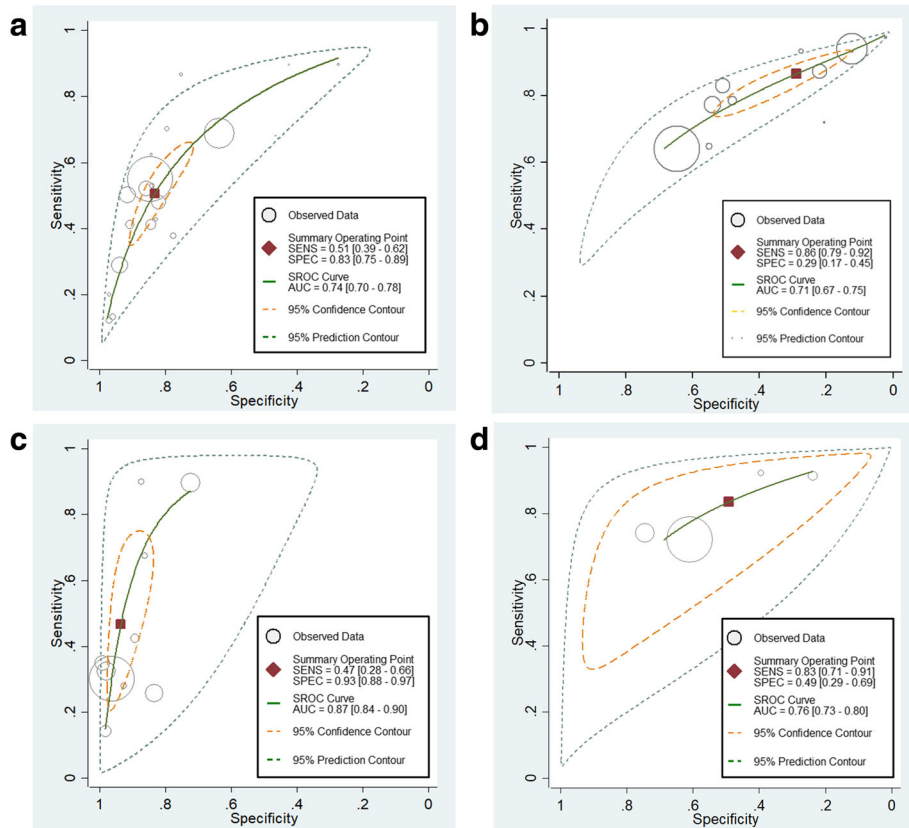 a
1
.8
.6
.4
.2
0
Sensitivity
1 .8 .6 .4 .2 0
Specificity
Observed Data
Summary Operating Point
SENS = 0.51 [0.39 - 0.62]
SPEC = 0.83 [0.75 - 0.89]
SROC Curve
AUC = 0.74 [0.70 - 0.78]
95% Confidence Contour
95% Prediction Contour
b
1
.8
.6
.4
.2
0
Sensitivity
1 .8 .6 .4 .2 0
Specificity
Observed Data
Summary Operating Point
SENS = 0.86 [0.79 - 0.92]
SPEC = 0.29 [0.17 - 0.45]
SROC Curve
AUC = 0.71 [0.67 - 0.75]
95% Confidence Contour
95% Prediction Contour
c
1
.8
.6
.4
.2
0
Sensitivity
1 .8 .6 .4 .2 0
Specificity
Observed Data
Summary Operating Point
SENS = 0.47 [0.28 - 0.66]
SPEC = 0.93 [0.88 - 0.97]
SROC Curve
AUC = 0.87 [0.84 - 0.90]
95% Confidence Contour
95% Prediction Contour
d
1
.8
.6
.4
.2
0
Sensitivity
1 .8 .6 .4 .2 0
Specificity
Observed Data
Summary Operating Point
SENS = 0.83 [0.71 - 0.91]
SPEC = 0.49 [0.29 - 0.69]
SROC Curve
AUC = 0.76 [0.73 - 0.80]
95% Confidence Contour
95% Prediction Contour